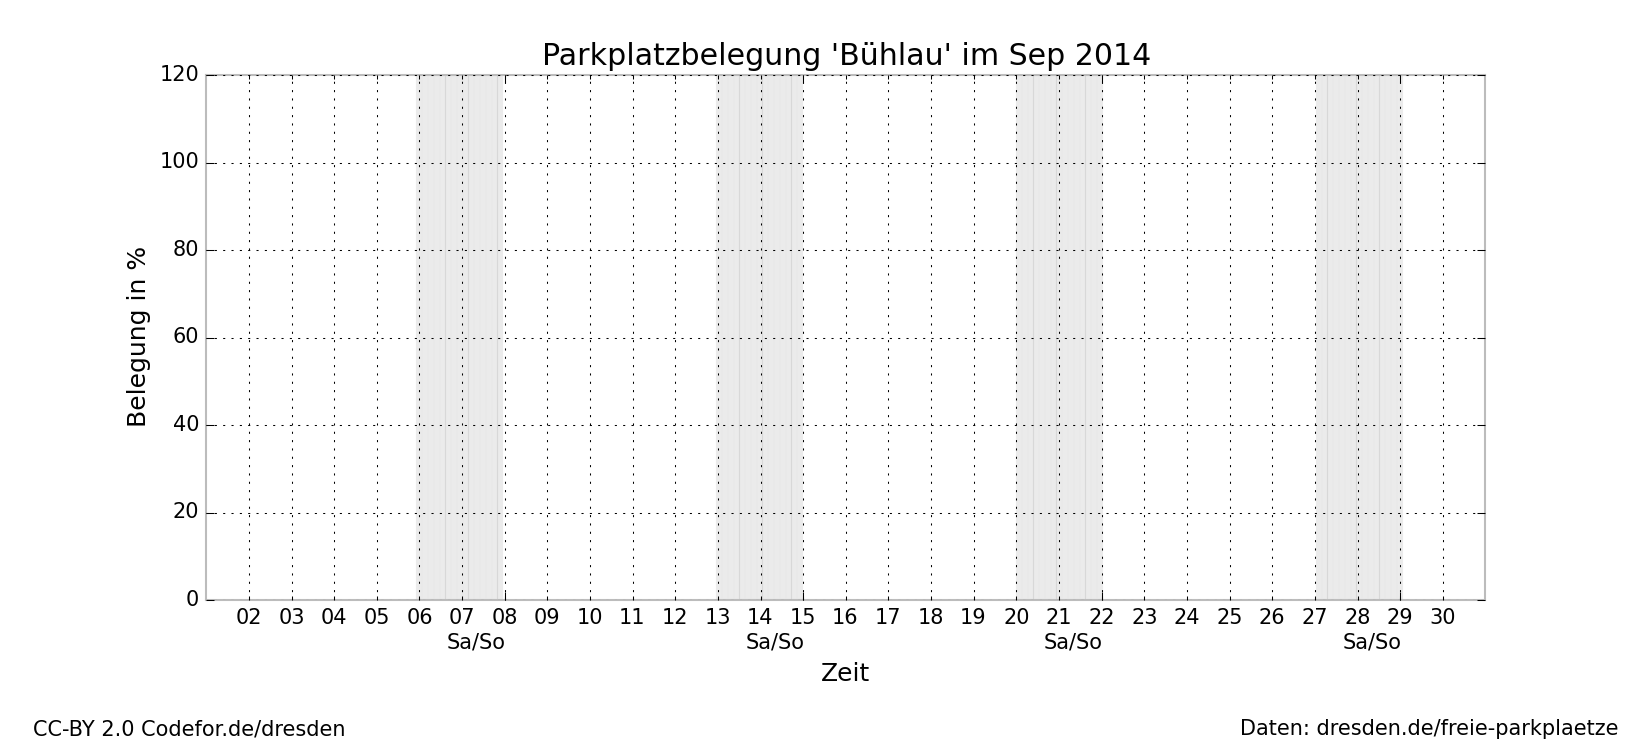 Parkplatzbelegung 'Bühlau' im Sep 2014
120
100
80
60
40
20
0
Belegung in %
02 03 04 05 06 07 08 09 10 11 12 13 14 15 16 17 18 19 20 21 22 23 24 25 26 27 28 29 30
Sa/So Sa/So Sa/So Sa/So
Zeit
CC-BY 2.0 Codefor.de/dresden
Daten: dresden.de/freie-parkplaetze